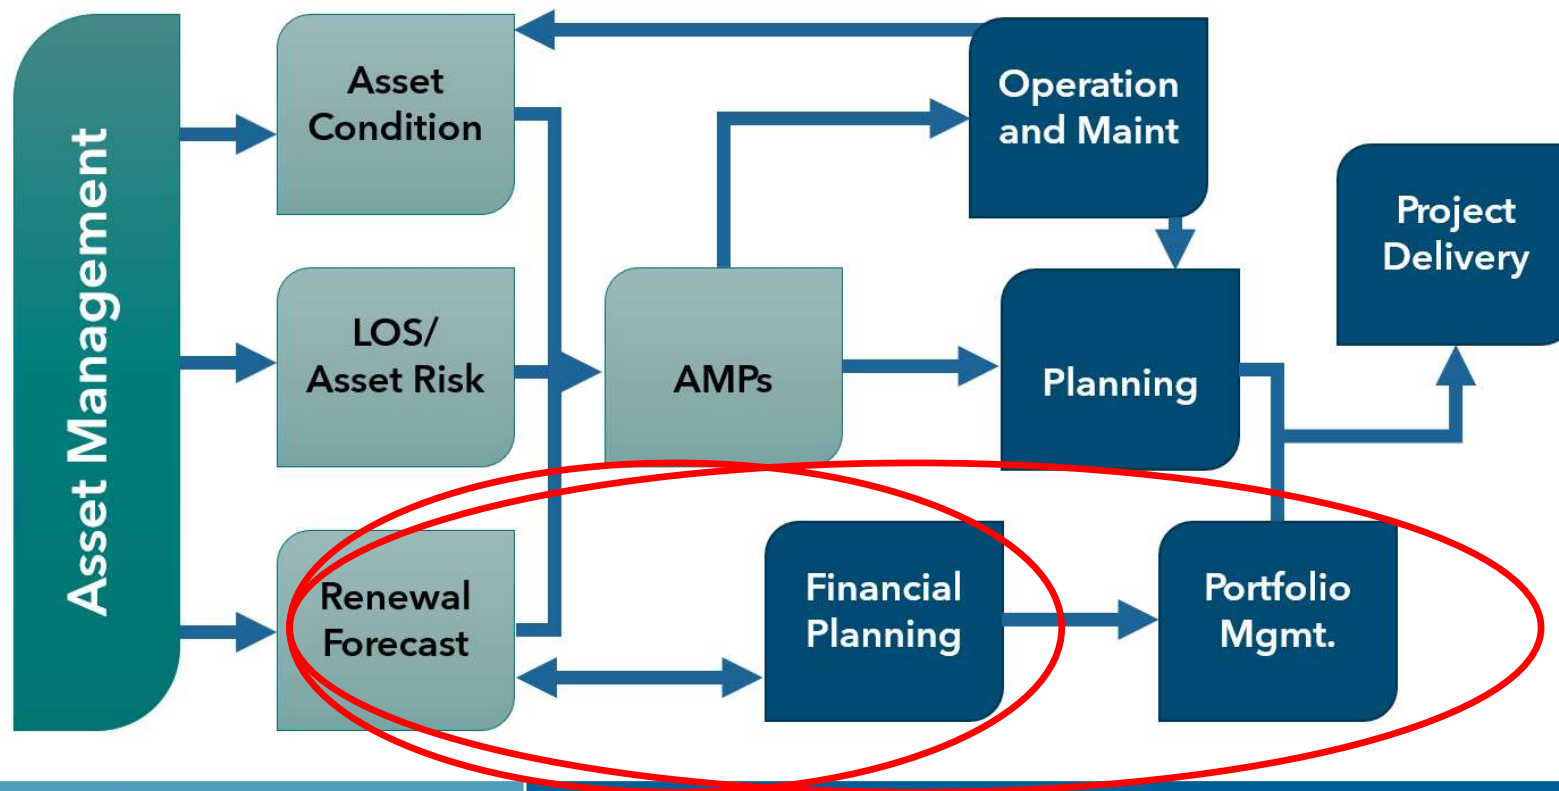 Asset Management
Asset
Condition
Operation
and Maint
Project
Delivery
LOS/
Asset Risk
AMPs
Planning
Renewal
Forecast
Financial
Planning
Portfolio
Mgmt.